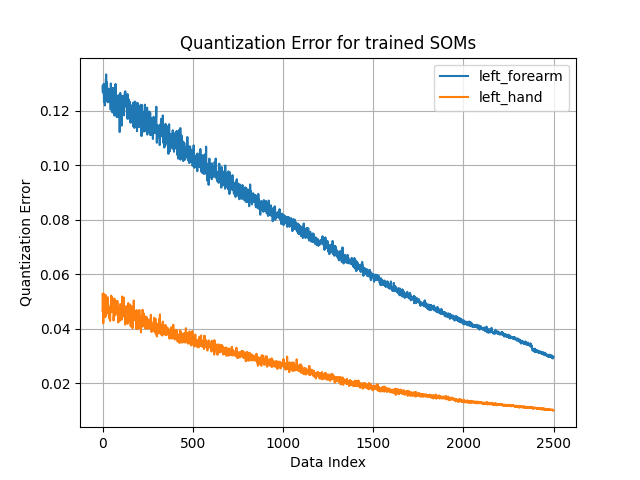 Quantization Error for trained SOMs
left_forearm
left_hand
Quantization Error
0.12
0.10
0.08
0.06
0.04
0.02
0
500
1000
1500
2000
2500
Data Index